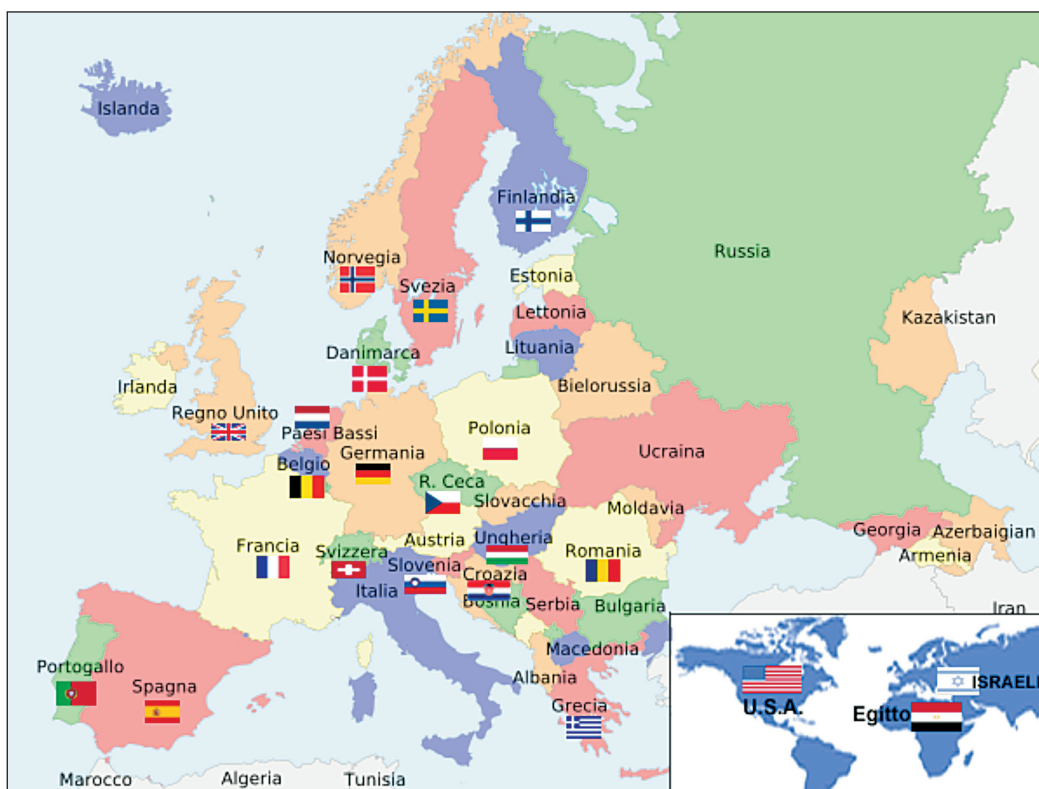 Islanda
Finlandia
Russia
Norvegia
Svezia
Estonia
Lettonia
Kazakistan
Lituania
Danimarca
Irlanda
Bielorussia
Regno Unito
Paesi Bassi
Polonia
Germania
Ucraina
Belgio
R. Ceca
Slovacchia
Moldavia
Georgia
Azerbaigian
Austria
Ungheria
Francia
Svizzera
Romania
Armenia
Slovenia
Croazia
Italia
Bosnia
Serbia
Bulgaria
Iran
Macedonia
Portogallo
Albania
Spagna
ISRAELE
U.S.A.
Egitto
Grecia
Marocco
Algeria
Tunisia